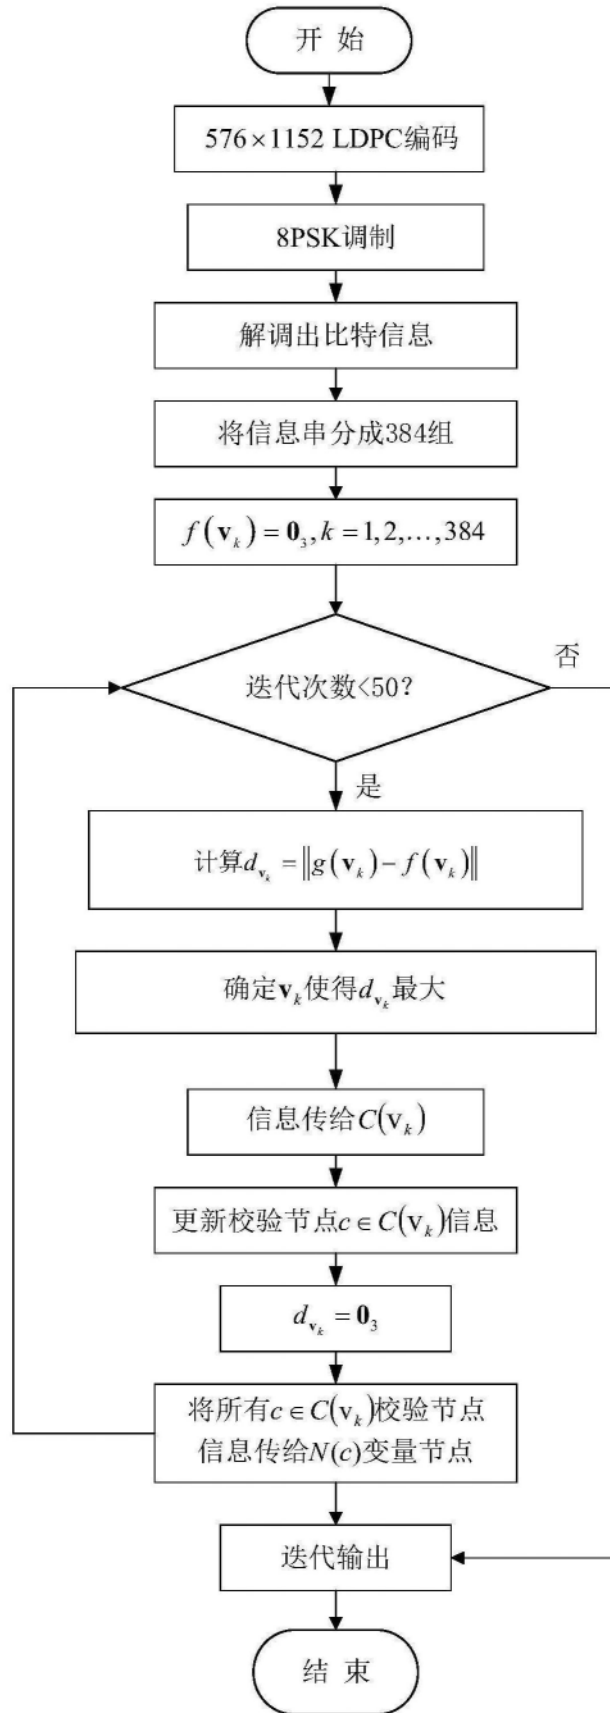 开 始
576×1152 LDPC编码
8PSK调制
解调出比特信息
将信息串分成384组
f(v_k)=0_3,k=1,2,…,384
迭代次数<50?
否
是
计算d_{v_k}=‖g(v_k)−f(v_k)‖
确定v_k使得d_{v_k}最大
信息传给C(v_k)
更新校验节点c∈C(v_k)信息
d_{v_k}=0_3
将所有c∈C(v_k)校验节点
信息传给N(c)变量节点
迭代输出
结 束